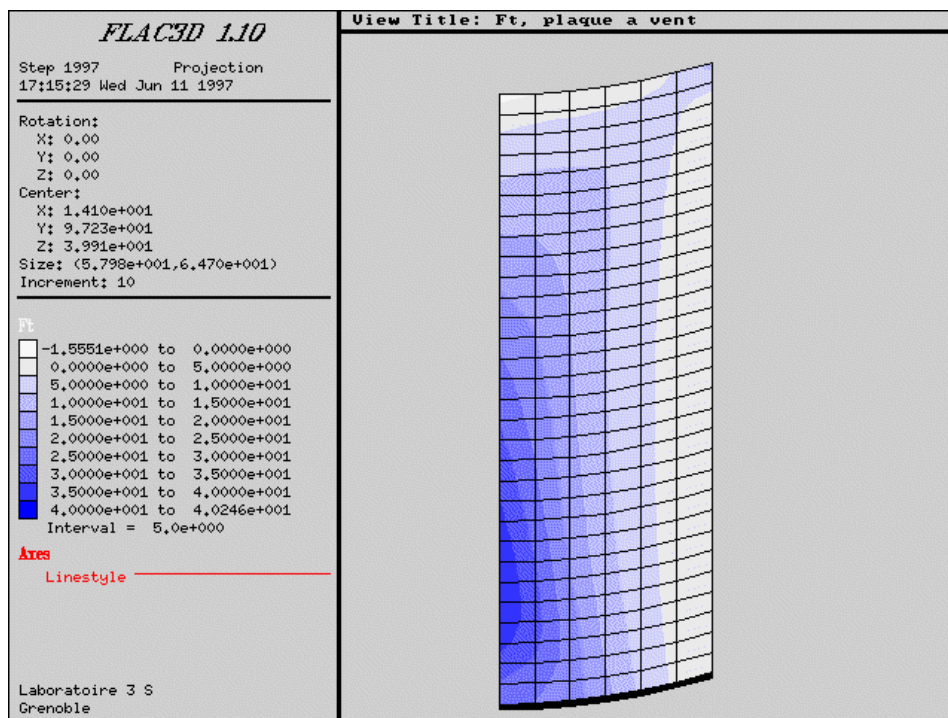 FLAC3D 1.10
Step 1997 Projection
17:15:29 Wed Jun 11 1997
Rotation:
X: 0.00
Y: 0.00
Z: 0.00
Center:
X: 1.410e+001
Y: 9.723e+001
Z: 3.991e+001
Size: (5.798e+001,6.470e+001)
Increment: 10
Ft
-1.5551e+000 to 0.0000e+000
0.0000e+000 to 5.0000e+000
5.0000e+000 to 1.0000e+001
1.0000e+001 to 1.5000e+001
1.5000e+001 to 2.0000e+001
2.0000e+001 to 2.5000e+001
2.5000e+001 to 3.0000e+001
3.0000e+001 to 3.5000e+001
3.5000e+001 to 4.0000e+001
4.0000e+001 to 4.0246e+001
Interval = 5.0e+000
Axes
Linestyle
Laboratoire 3 S
Grenoble
View Title: Ft, plaque a vent